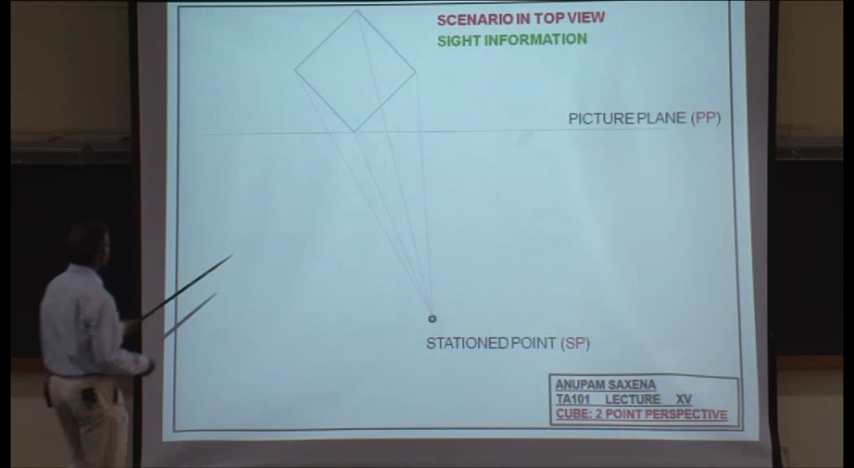 SCENARIO IN TOP VIEW
SIGHT INFORMATION
PICTURE PLANE (PP)
STATIONED POINT (SP)
ANUPAM SAXENA
TA101 LECTURE XV
CUBE: 2 POINT PERSPECTIVE